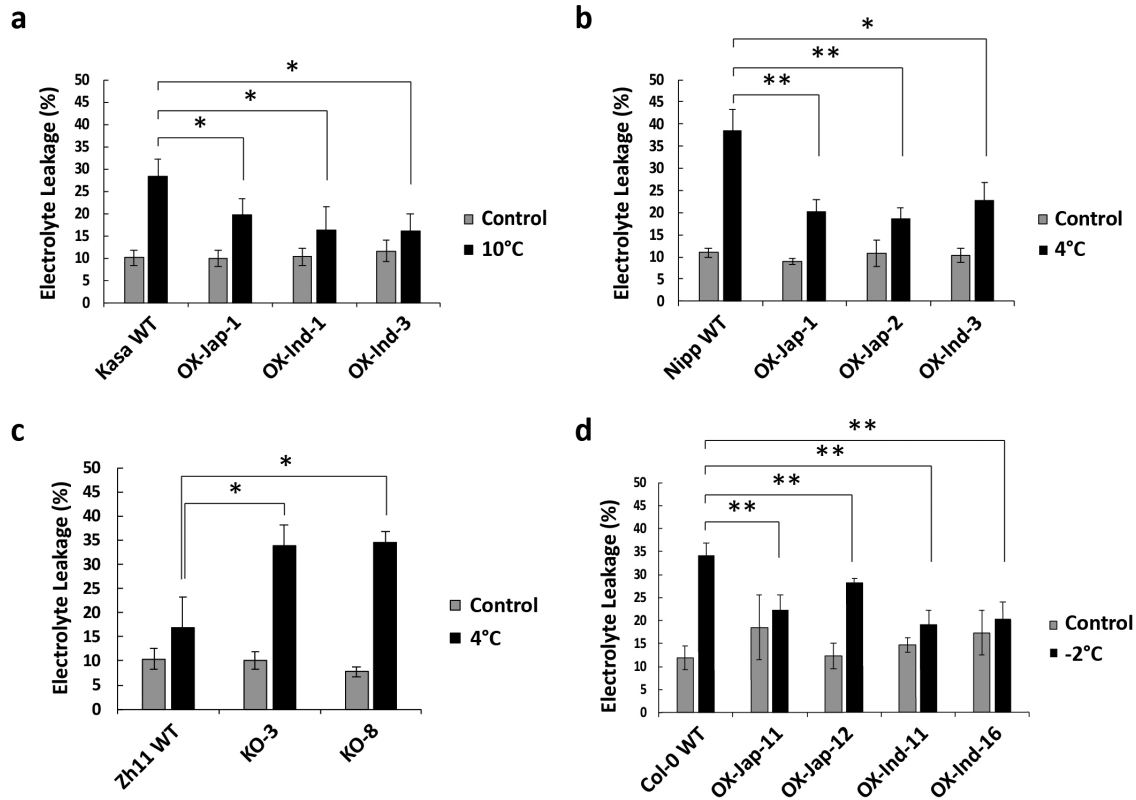 a
*
*
*
Electrolyte Leakage (%)
50
45
40
35
30
25
20
15
10
5
0
Kasa WT
OX-Jap-1
OX-Ind-1
OX-Ind-3
Control
10°C
b
*
**
**
Electrolyte Leakage (%)
50
45
40
35
30
25
20
15
10
5
0
Nipp WT
OX-Jap-1
OX-Jap-2
OX-Ind-3
Control
4°C
c
*
*
Electrolyte Leakage (%)
50
45
40
35
30
25
20
15
10
5
0
Zh11 WT
KO-3
KO-8
Control
4°C
d
**
**
**
**
Electrolyte Leakage (%)
50
45
40
35
30
25
20
15
10
5
0
Col-0 WT
OX-Jap-11
OX-Jap-12
OX-Ind-11
OX-Ind-16
Control
-2°C